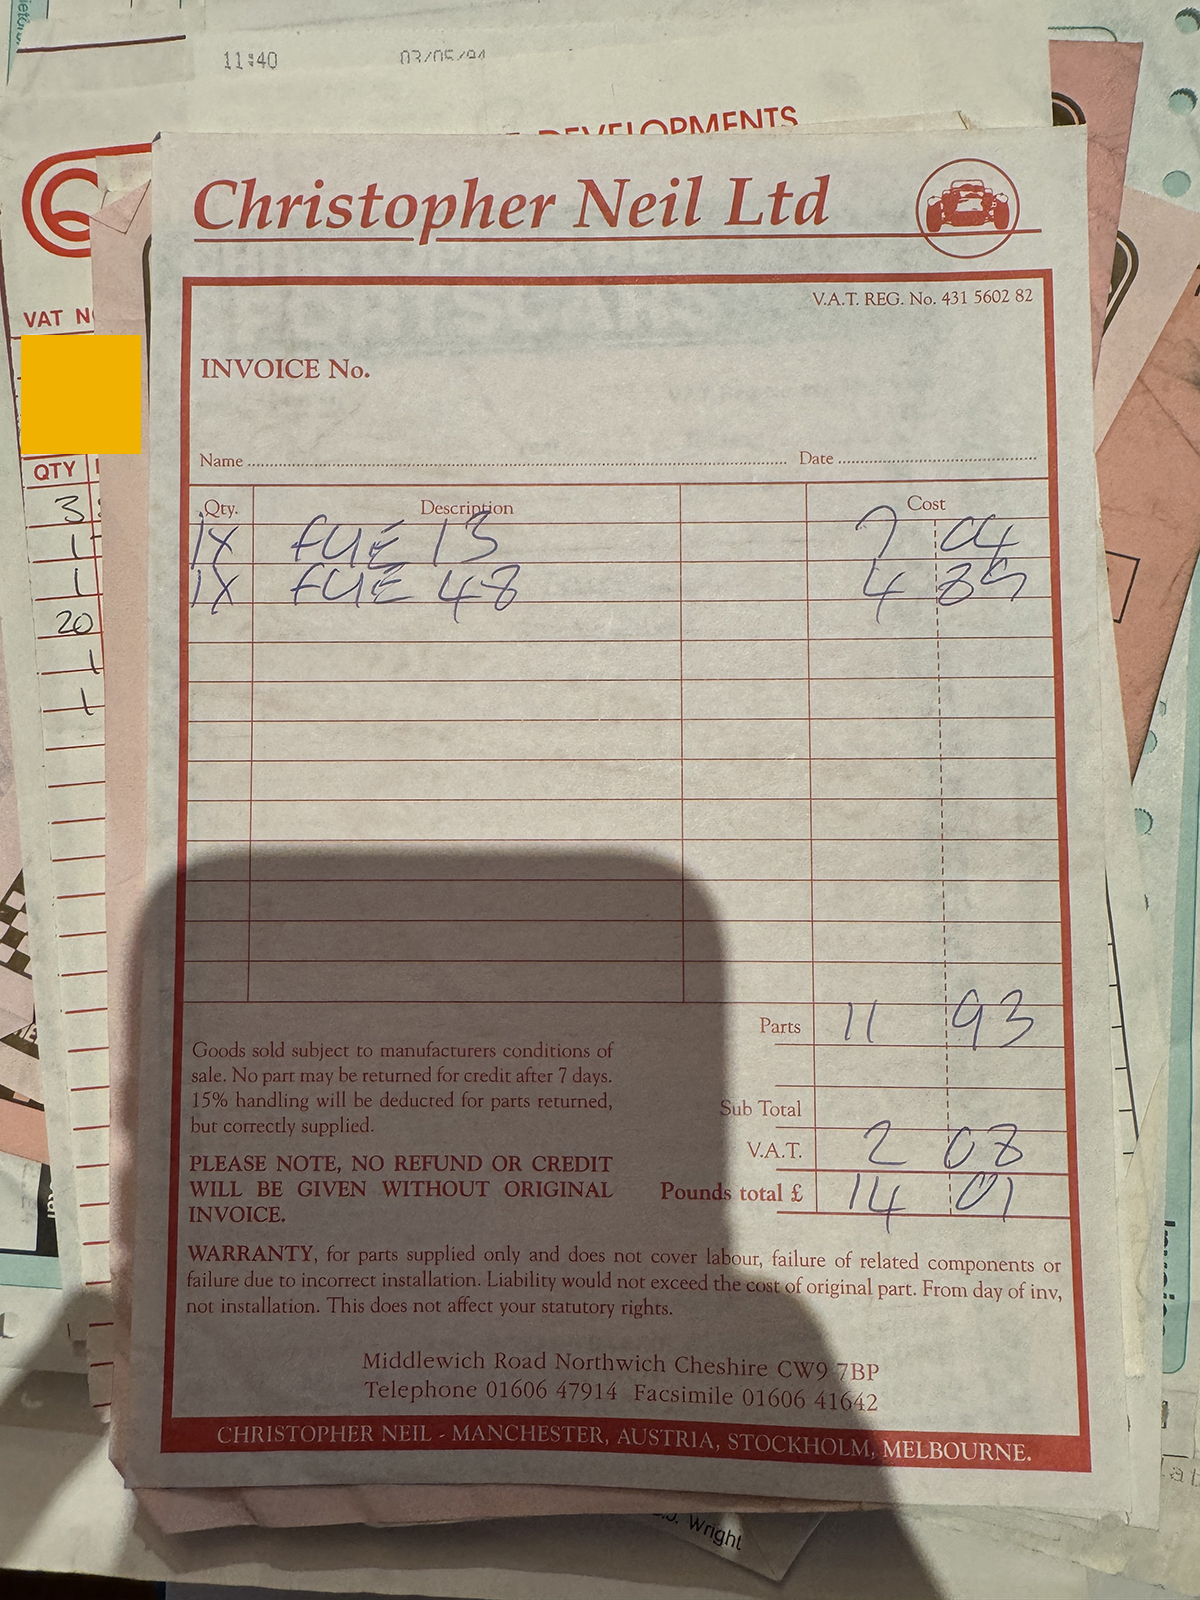 11:40 03/05/94
DEVELOPMENTS
Christopher Neil Ltd
V.A.T. REG. No. 431 5602 82
VAT N
INVOICE No.
Name Date
QTY
Qty. Description Cost
3
1X FUE 13 7 04
1
1X FUE 48 4 89
1
20
1
1
Parts 11 93
Goods sold subject to manufacturers conditions of
sale. No part may be returned for credit after 7 days.
15% handling will be deducted for parts returned,
but correctly supplied.
Sub Total
V.A.T. 2 08
PLEASE NOTE, NO REFUND OR CREDIT
WILL BE GIVEN WITHOUT ORIGINAL
INVOICE.
Pounds total £ 14 01
WARRANTY, for parts supplied only and does not cover labour, failure of related components or
failure due to incorrect installation. Liability would not exceed the cost of original part. From day of inv,
not installation. This does not affect your statutory rights.
Middlewich Road Northwich Cheshire CW9 7BP
Telephone 01606 47914 Facsimile 01606 41642
CHRISTOPHER NEIL - MANCHESTER, AUSTRIA, STOCKHOLM, MELBOURNE.
Wright